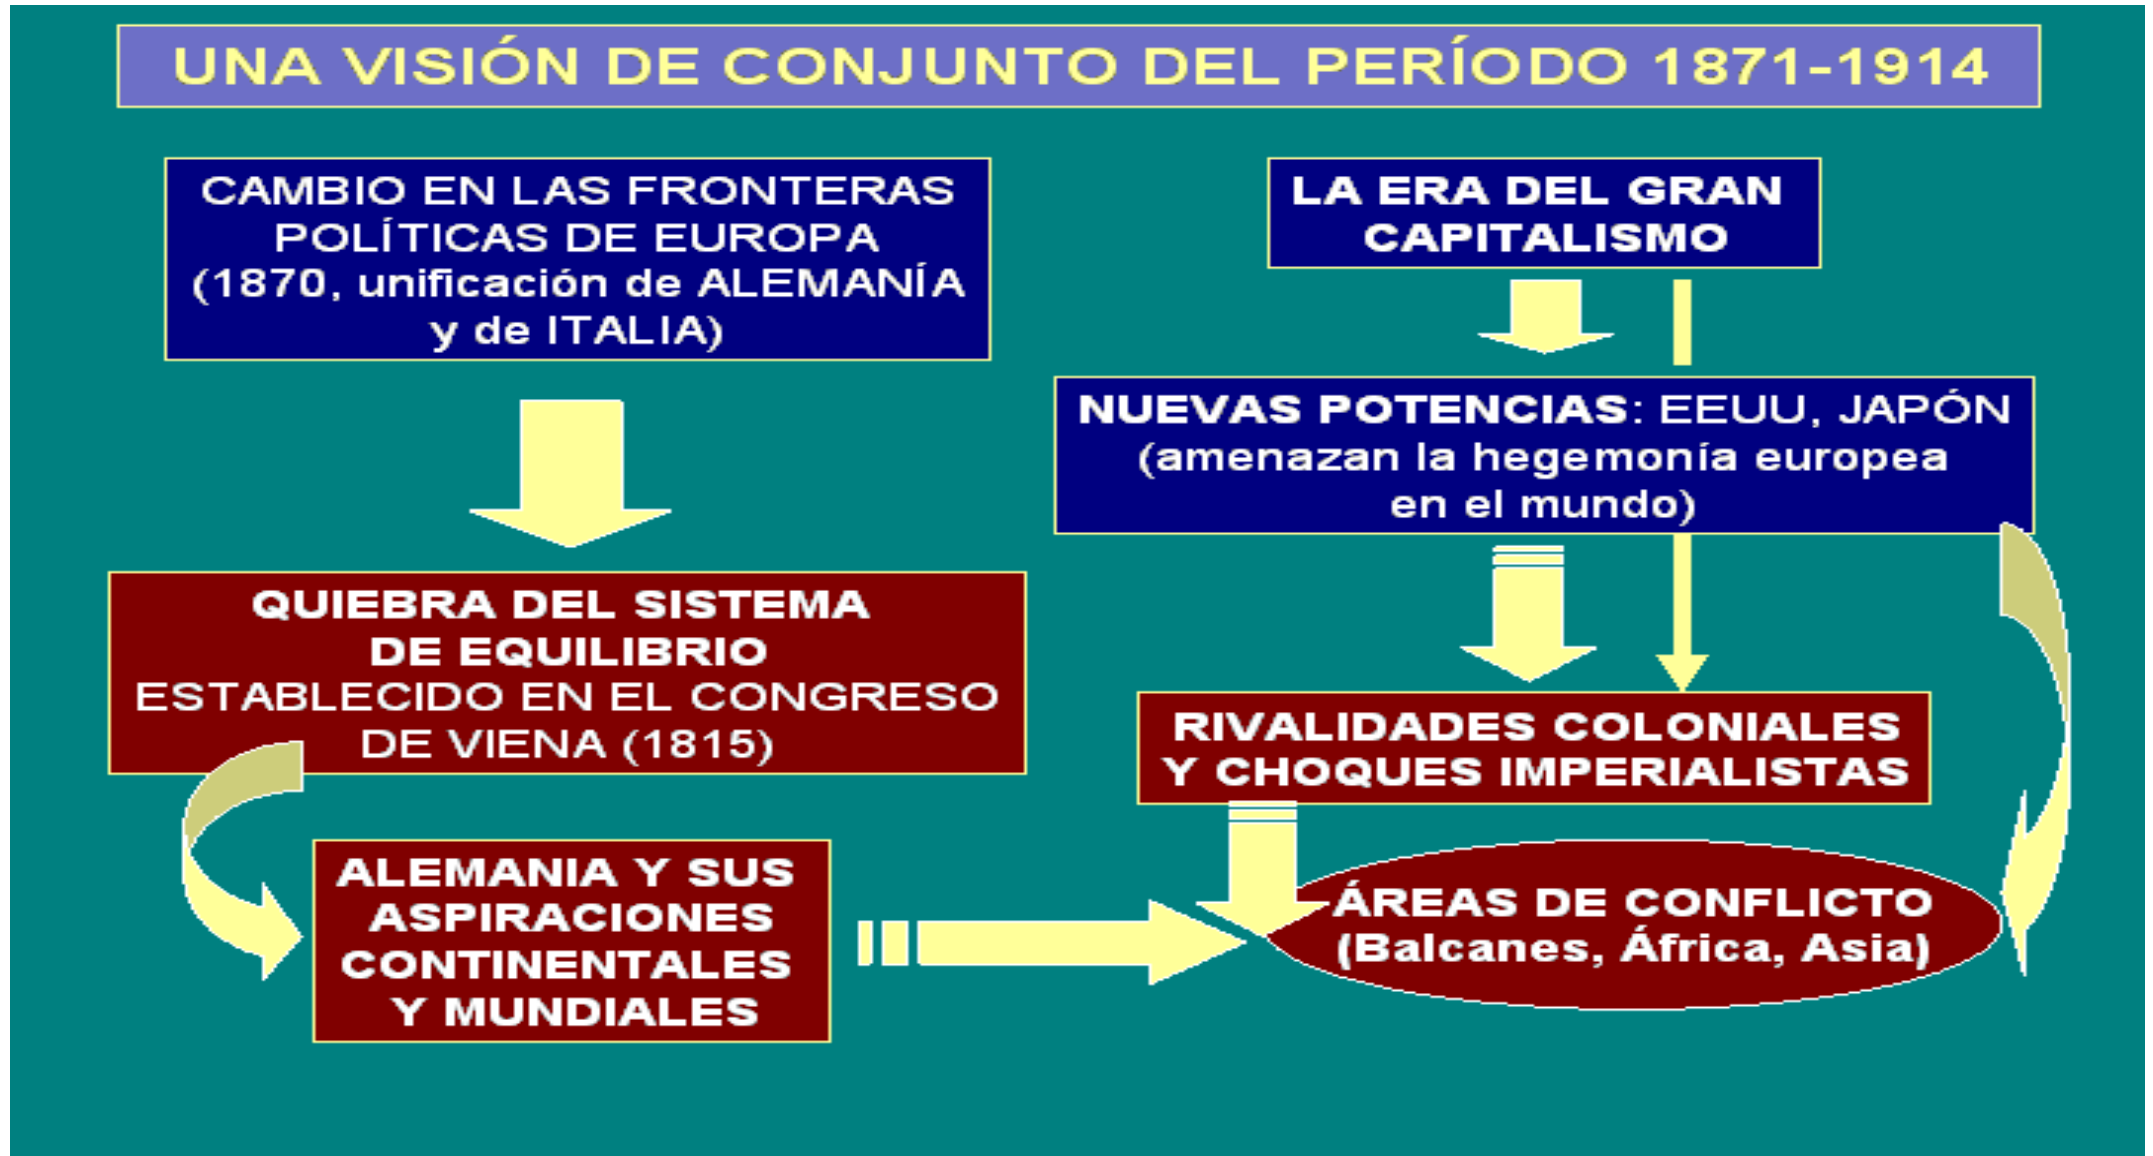 UNA VISIÓN DE CONJUNTO DEL PERÍODO 1871-1914
CAMBIO EN LAS FRONTERAS
POLÍTICAS DE EUROPA
(1870, unificación de ALEMANÍA
y de ITALIA)
QUIEBRA DEL SISTEMA
DE EQUILIBRIO
ESTABLECIDO EN EL CONGRESO
DE VIENA (1815)
ALEMANIA Y SUS
ASPIRACIONES
CONTINENTALES
Y MUNDIALES
LA ERA DEL GRAN
CAPITALISMO
NUEVAS POTENCIAS: EEUU, JAPÓN
(amenazan la hegemonía europea
en el mundo)
RIVALIDADES COLONIALES
Y CHOQUES IMPERIALISTAS
ÁREAS DE CONFLICTO
(Balcanes, África, Asia)